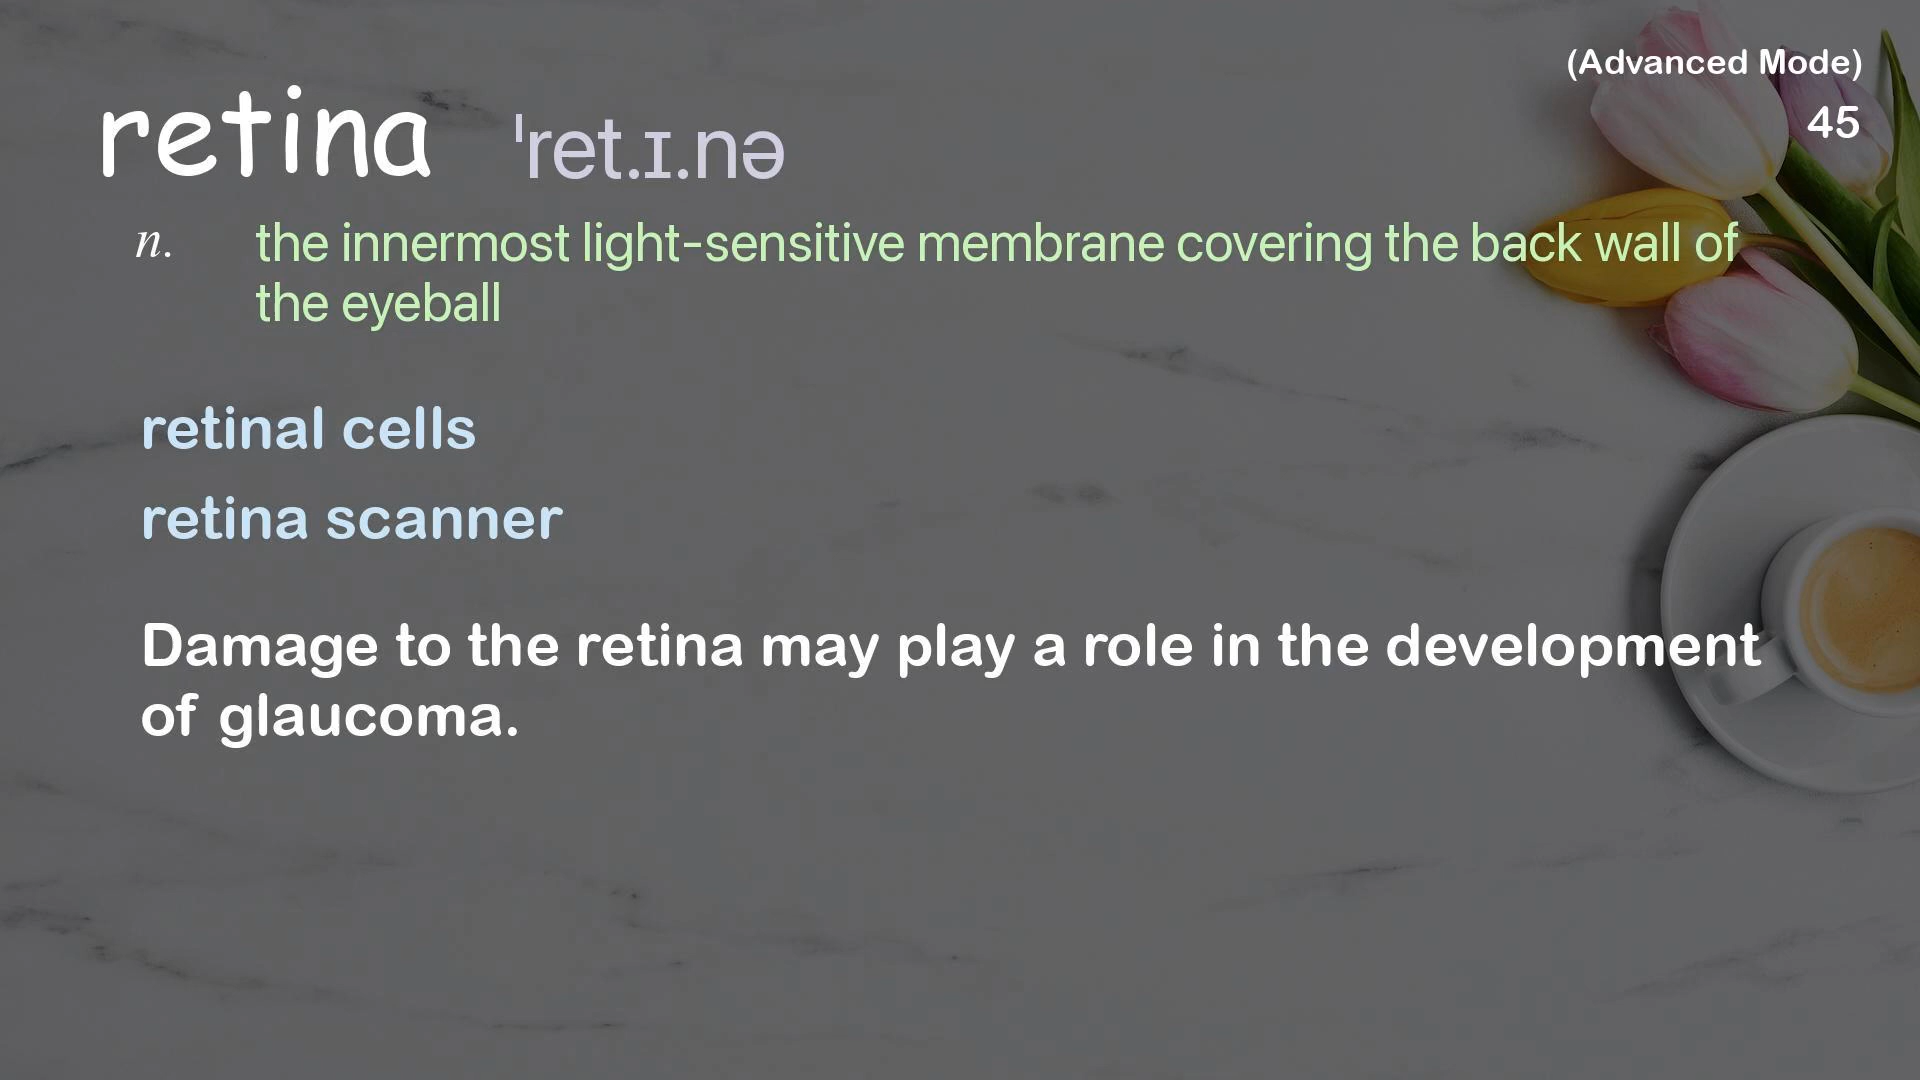 (Advanced Mode)
45
retina ˈret.ɪ.nə
n. the innermost light-sensitive membrane covering the back wall of
the eyeball
retinal cells
retina scanner
Damage to the retina may play a role in the development
of glaucoma.